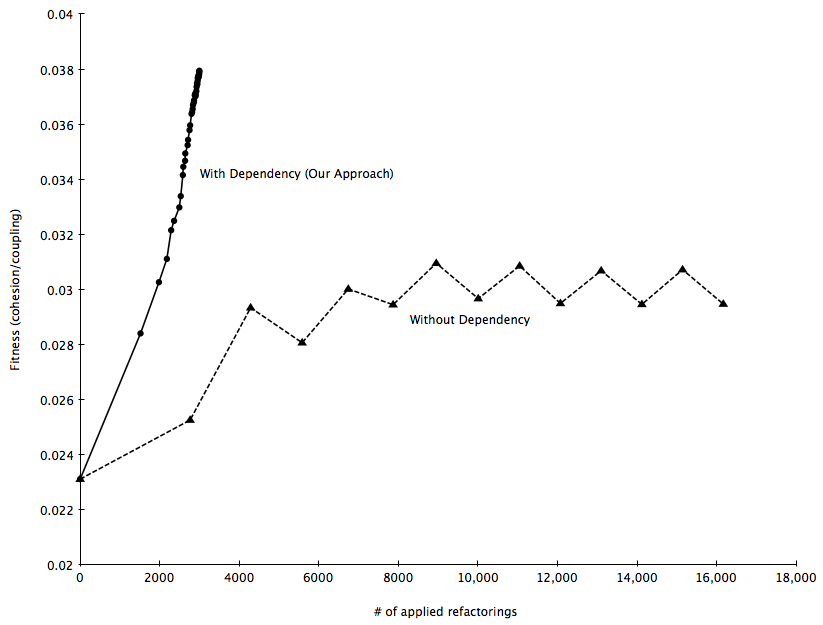 0.04
0.038
0.036
With Dependency (Our Approach)
0.034
0.032
Fitness (cohesion/coupling)
0.03
Without Dependency
0.028
0.026
0.024
0.022
0.02
0 2000 4000 6000 8000 10,000 12,000 14,000 16,000 18,000
# of applied refactorings